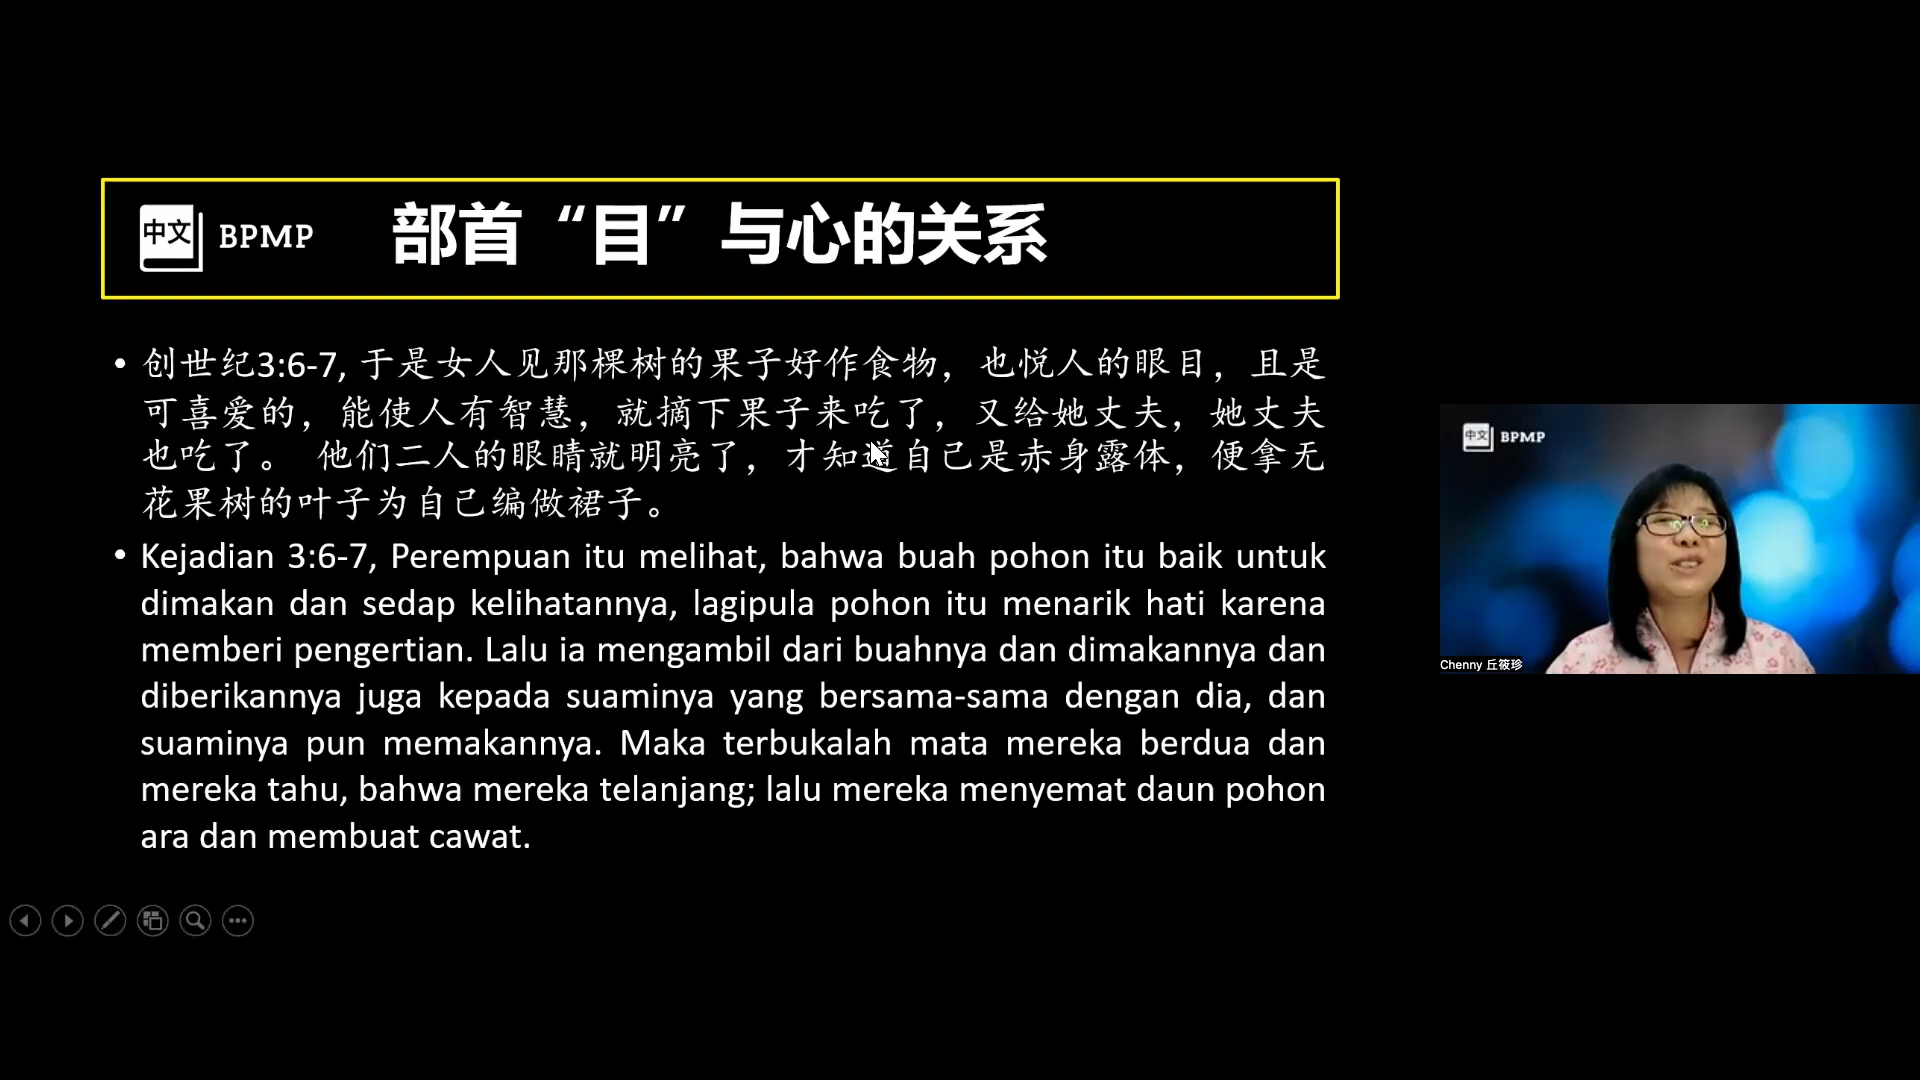 中文 BPMP
部首“目”与心的关系
• 创世纪3:6-7, 于是女人见那棵树的果子好作食物，也悦人的眼目，且是
可喜爱的，能使人有智慧，就摘下果子来吃了，又给她丈夫，她丈夫
也吃了。 他们二人的眼睛就明亮了，才知道自己是赤身露体，便拿无
花果树的叶子为自己编做裙子。
• Kejadian 3:6-7, Perempuan itu melihat, bahwa buah pohon itu baik untuk
dimakan dan sedap kelihatannya, lagipula pohon itu menarik hati karena
memberi pengertian. Lalu ia mengambil dari buahnya dan dimakannya dan
diberikannya juga kepada suaminya yang bersama-sama dengan dia, dan
suaminya pun memakannya. Maka terbukalah mata mereka berdua dan
mereka tahu, bahwa mereka telanjang; lalu mereka menyemat daun pohon
ara dan membuat cawat.
中文 BPMP
Chenny 丘筱珍